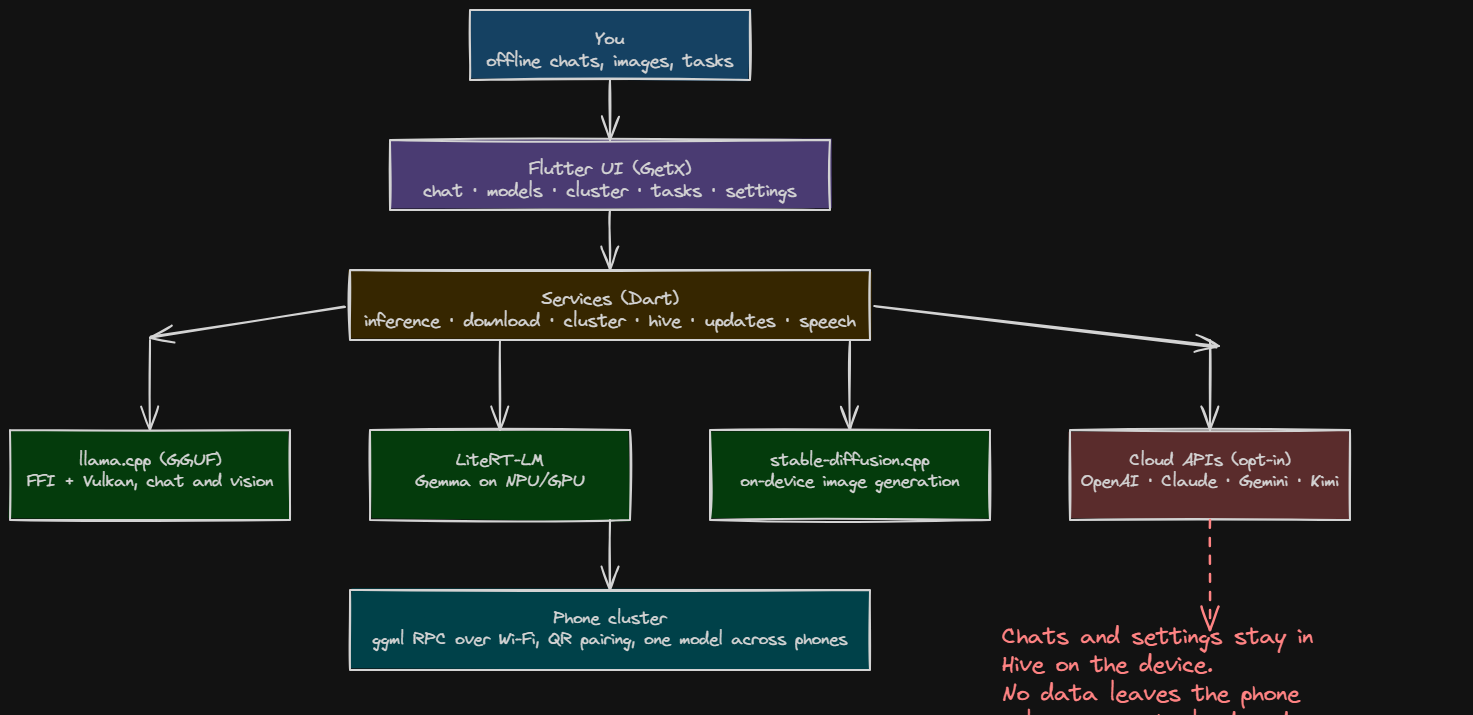 You
offline chats, images, tasks
Flutter UI (GetX)
chat · models · cluster · tasks · settings
Services (Dart)
inference · download · cluster · hive · updates · speech
llama.cpp (GGUF)
FFI + Vulkan, chat and vision
LiteRT-LM
Gemma on NPU/GPU
stable-diffusion.cpp
on-device image generation
Cloud APIs (opt-in)
OpenAI · Claude · Gemini · Kimi
Phone cluster
ggml RPC over Wi-Fi, QR pairing, one model across phones
Chats and settings stay in
Hive on the device.
No data leaves the phone